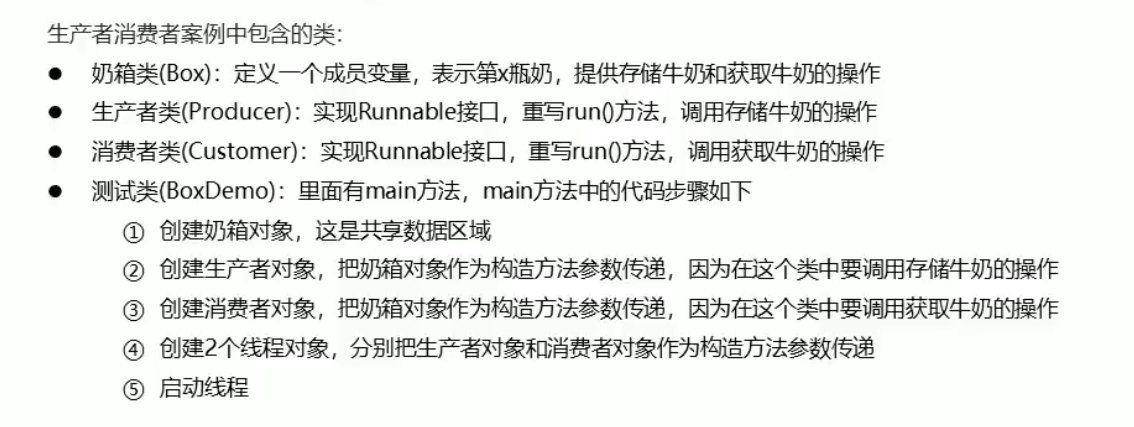 生产者消费者案例中包含的类：
● 奶箱类(Box)：定义一个成员变量，表示第x瓶奶，提供存储牛奶和获取牛奶的操作
● 生产者类(Producer)：实现Runnable接口，重写run()方法，调用存储牛奶的操作
● 消费者类(Customer)：实现Runnable接口，重写run()方法，调用获取牛奶的操作
● 测试类(BoxDemo)：里面有main方法，main方法中的代码步骤如下
① 创建奶箱对象，这是共享数据区域
② 创建生产者对象，把奶箱对象作为构造方法参数传递，因为在这个类中要调用存储牛奶的操作
③ 创建消费者对象，把奶箱对象作为构造方法参数传递，因为在这个类中要调用获取牛奶的操作
④ 创建2个线程对象，分别把生产者对象和消费者对象作为构造方法参数传递
⑤ 启动线程